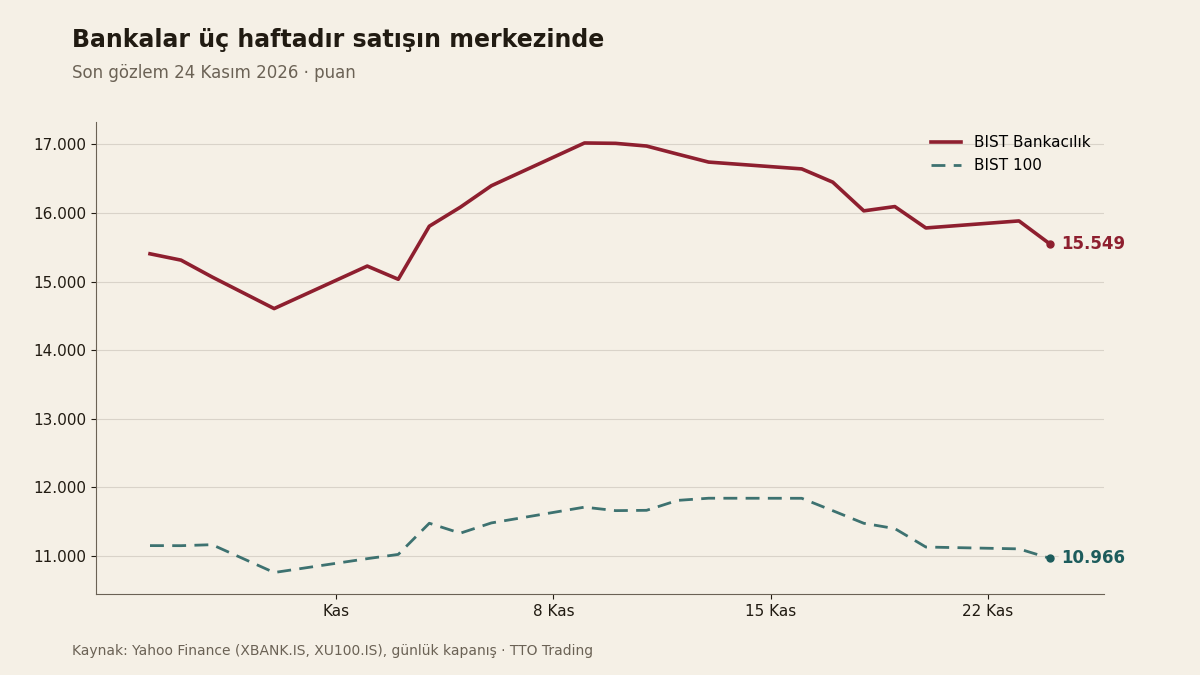 Bankalar üç haftadır satışın merkezinde
Son gözlem 24 Kasım 2026 · puan
17.000
16.000
15.000
14.000
13.000
12.000
11.000
BIST Bankacılık
BIST 100
15.549
10.966
Kas
8 Kas
15 Kas
22 Kas
Kaynak: Yahoo Finance (XBANK.IS, XU100.IS), günlük kapanış · TTO Trading